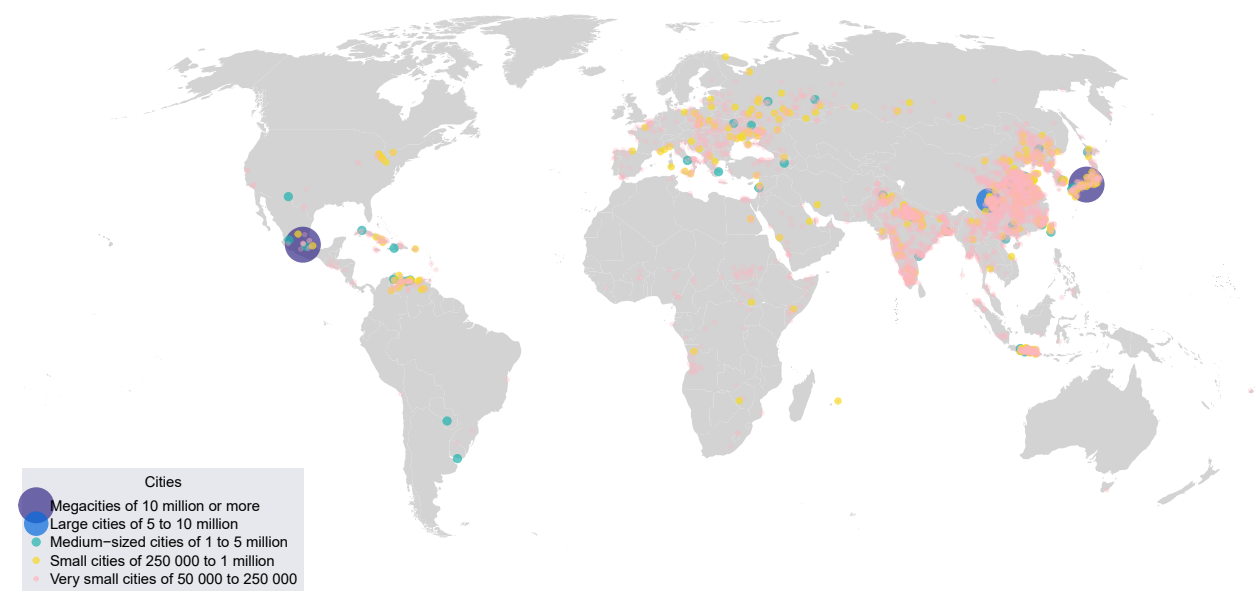 Cities
Megacities of 10 million or more
Large cities of 5 to 10 million
Medium−sized cities of 1 to 5 million
Small cities of 250 000 to 1 million
Very small cities of 50 000 to 250 000